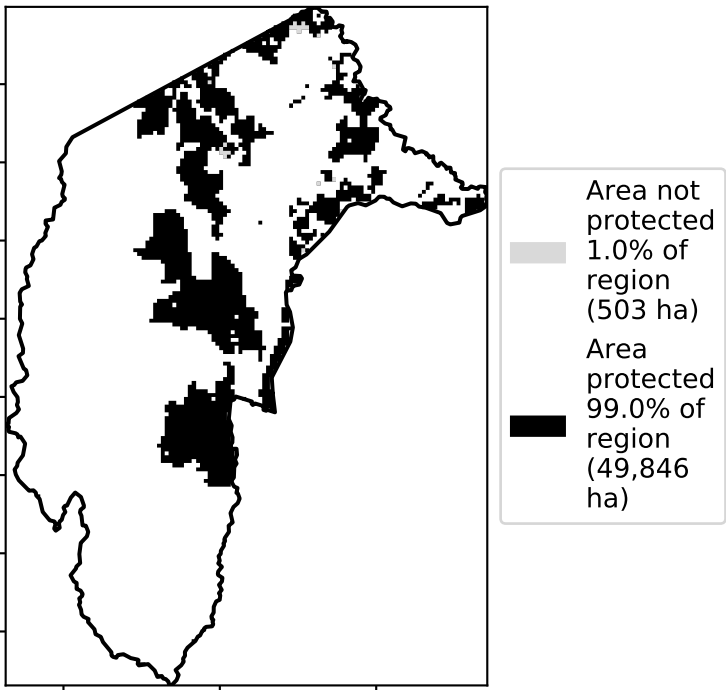 Area not
protected
1.0% of
region
(503 ha)
Area
protected
99.0% of
region
(49,846
ha)